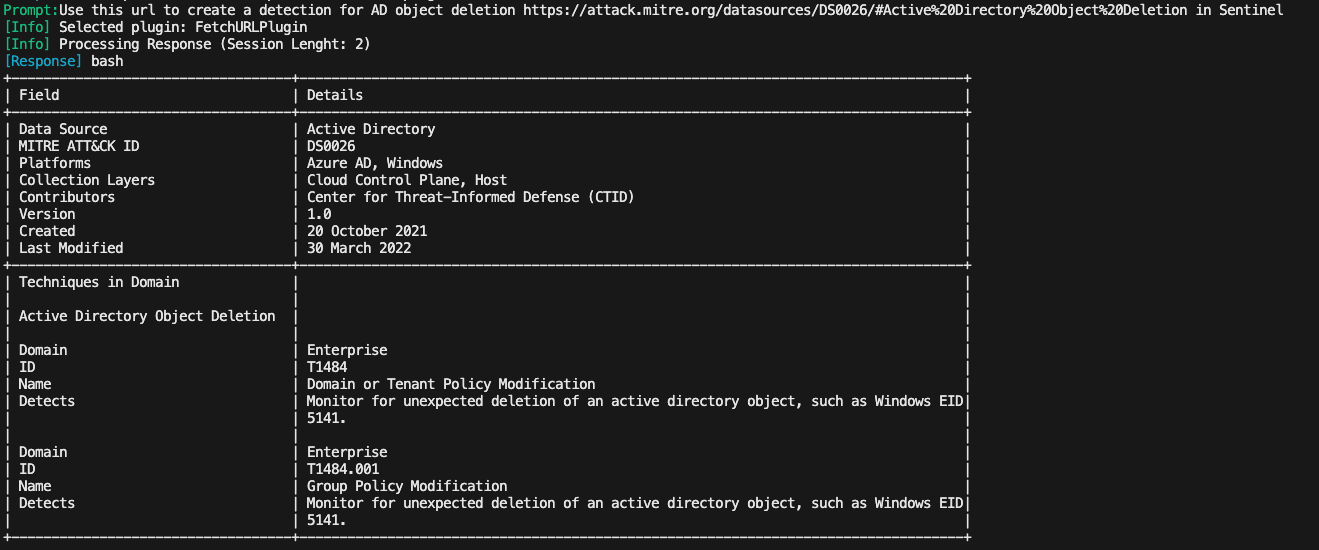 Prompt:Use this url to create a detection for AD object deletion https://attack.mitre.org/datasources/DS0026/#Active%20Directory%20Object%20Deletion in Sentinel
[Info] Selected plugin: FetchURLPlugin
[Info] Processing Response (Session Lenght: 2)
[Response] bash
| Field | Details |
| Data Source | Active Directory |
| MITRE ATT&CK ID | DS0026 |
| Platforms | Azure AD, Windows |
| Collection Layers | Cloud Control Plane, Host |
| Contributors | Center for Threat-Informed Defense (CTID) |
| Version | 1.0 |
| Created | 20 October 2021 |
| Last Modified | 30 March 2022 |
| Techniques in Domain | |
| Active Directory Object Deletion | |
| Domain | Enterprise |
| ID | T1484 |
| Name | Domain or Tenant Policy Modification |
| Detects | Monitor for unexpected deletion of an active directory object, such as Windows EID|
| | 5141. |
| Domain | Enterprise |
| ID | T1484.001 |
| Name | Group Policy Modification |
| Detects | Monitor for unexpected deletion of an active directory object, such as Windows EID|
| | 5141. |